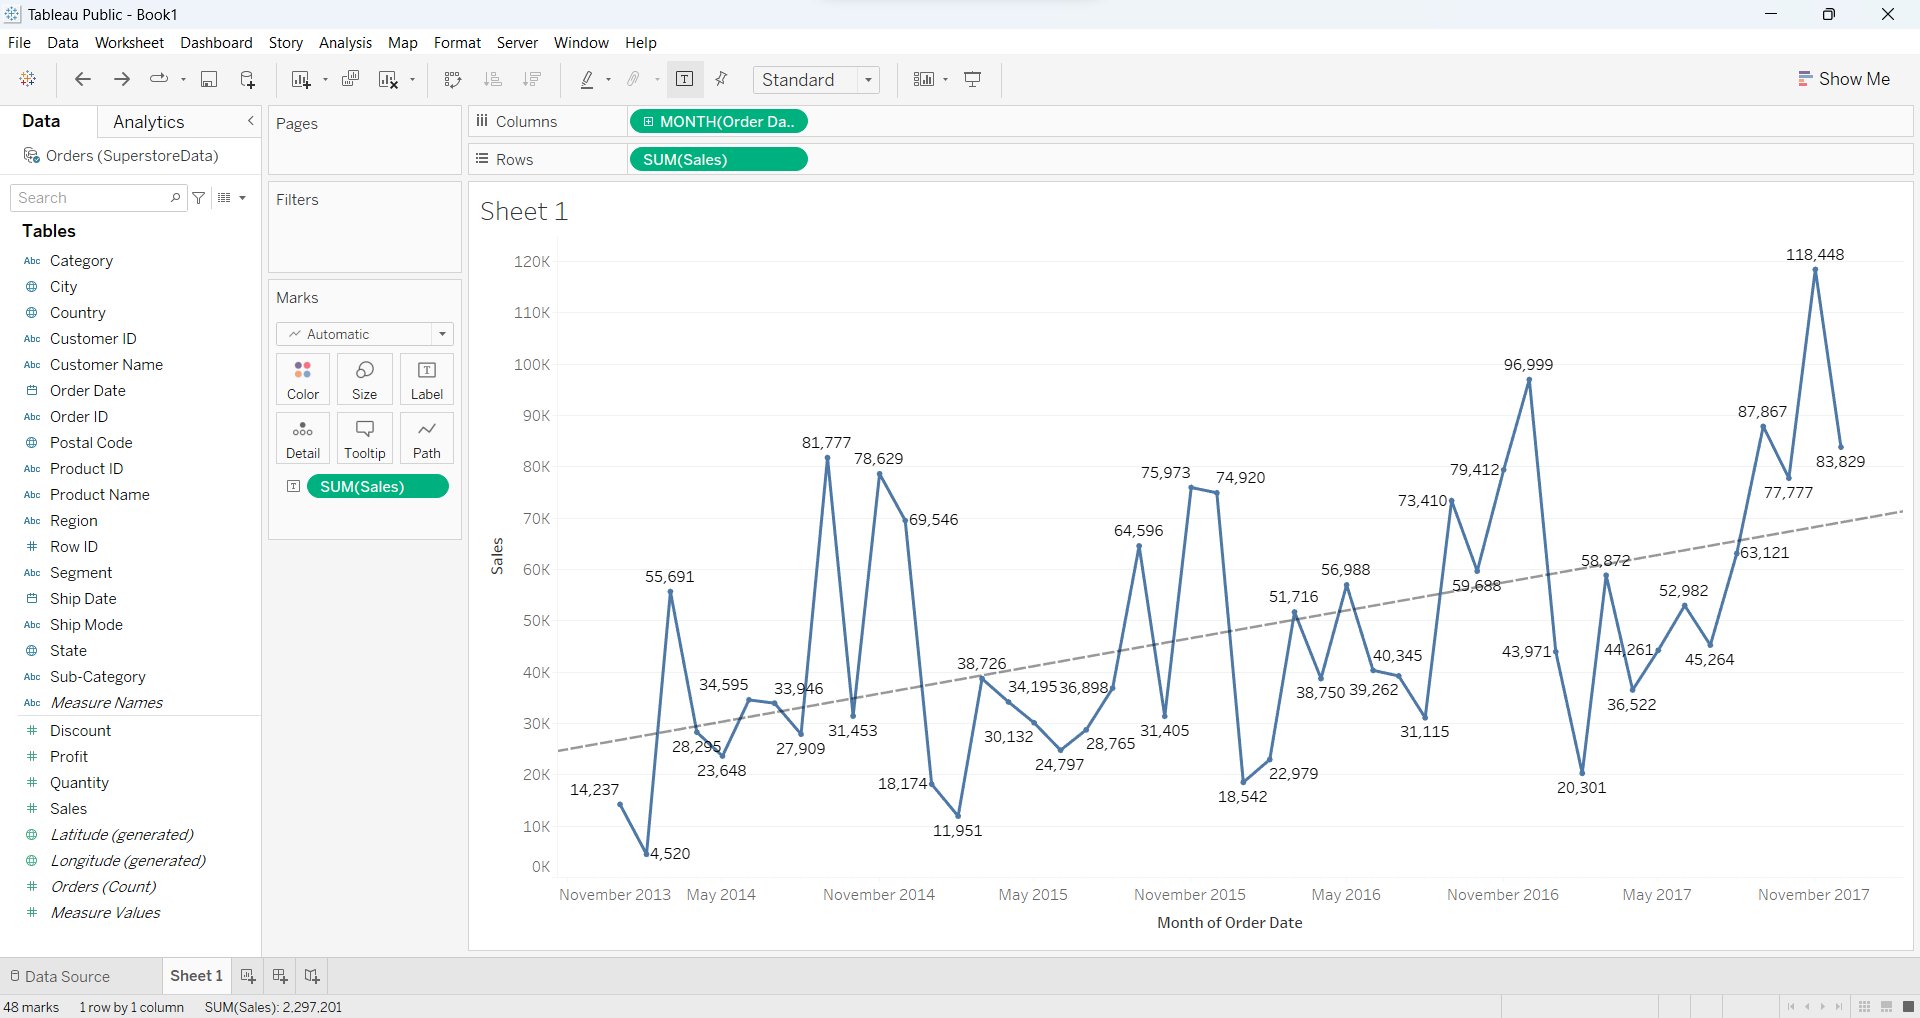 Tableau Public - Book1
File Data Worksheet Dashboard Story Analysis Map Format Server Window Help
Standard
Show Me
Data Analytics
Orders (SuperstoreData)
Search
Tables
Abc Category
City
Country
Abc Customer ID
Abc Customer Name
Order Date
Abc Order ID
Postal Code
Abc Product ID
Abc Product Name
Abc Region
# Row ID
Abc Segment
Ship Date
Abc Ship Mode
State
Abc Sub-Category
Abc Measure Names
# Discount
# Profit
# Quantity
# Sales
Latitude (generated)
Longitude (generated)
# Orders (Count)
# Measure Values
Pages
Filters
Marks
Automatic
Color Size Label
Detail Tooltip Path
SUM(Sales)
Columns MONTH(Order Da..
Rows SUM(Sales)
Sheet 1
Sales
120K
110K
100K
90K
80K
70K
60K
50K
40K
30K
20K
10K
0K
14,237
4,520
55,691
28,295
23,648
34,595
33,946
27,909
81,777
31,453
78,629
69,546
18,174
11,951
38,726
34,195
30,132
24,797
28,765
36,898
64,596
31,405
75,973
74,920
18,542
22,979
51,716
38,750
56,988
40,345
39,262
31,115
73,410
59,688
79,412
96,999
43,971
20,301
58,872
36,522
44,261
52,982
45,264
63,121
87,867
77,777
118,448
83,829
November 2013 May 2014 November 2014 May 2015 November 2015 May 2016 November 2016 May 2017 November 2017
Month of Order Date
Data Source Sheet 1
48 marks 1 row by 1 column SUM(Sales): 2,297,201